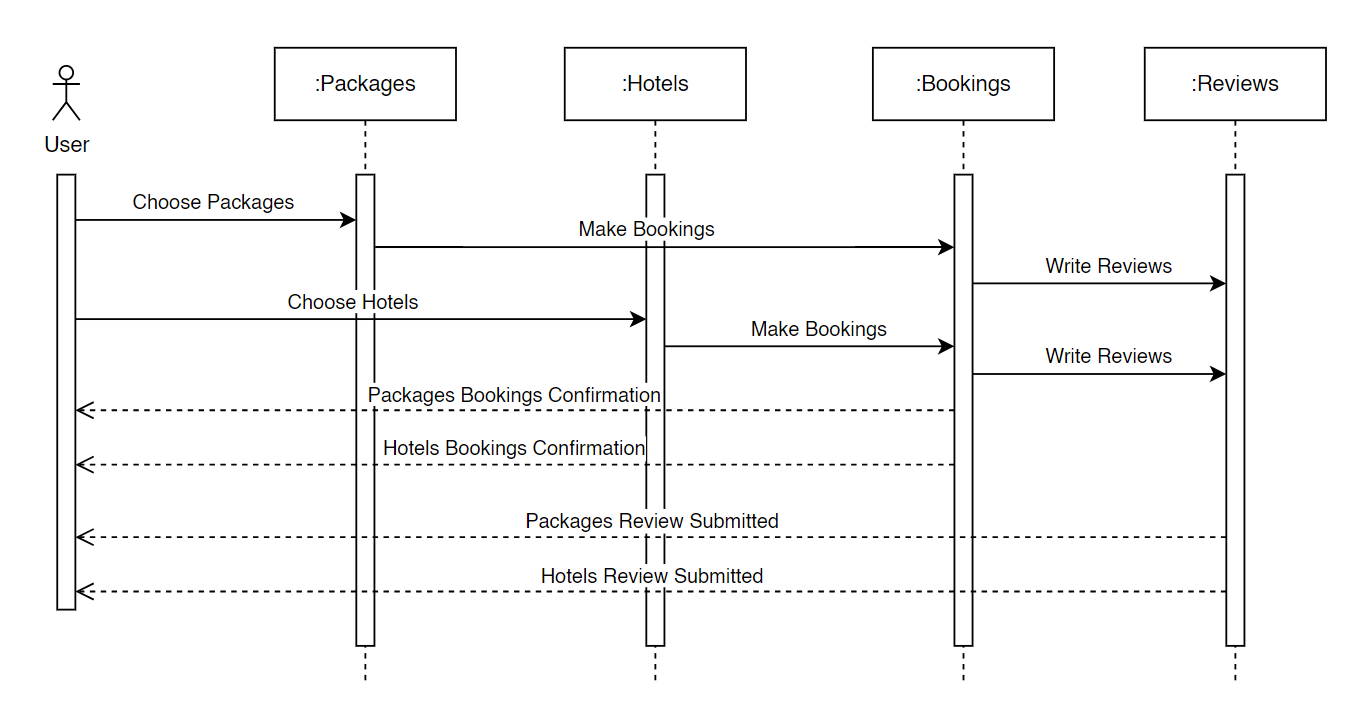 :Packages
:Hotels
:Bookings
:Reviews
User
Choose Packages
Make Bookings
Write Reviews
Choose Hotels
Make Bookings
Write Reviews
Packages Bookings Confirmation
Hotels Bookings Confirmation
Packages Review Submitted
Hotels Review Submitted